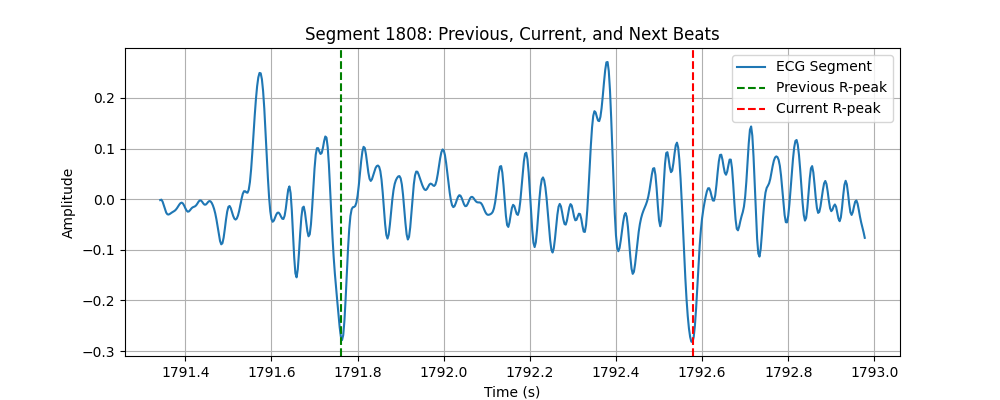 Segment 1808: Previous, Current, and Next Beats
ECG Segment
Previous R-peak
Current R-peak
Amplitude
0.2
0.1
0.0
−0.1
−0.2
−0.3
1791.4 1791.6 1791.8 1792.0 1792.2 1792.4 1792.6 1792.8 1793.0
Time (s)